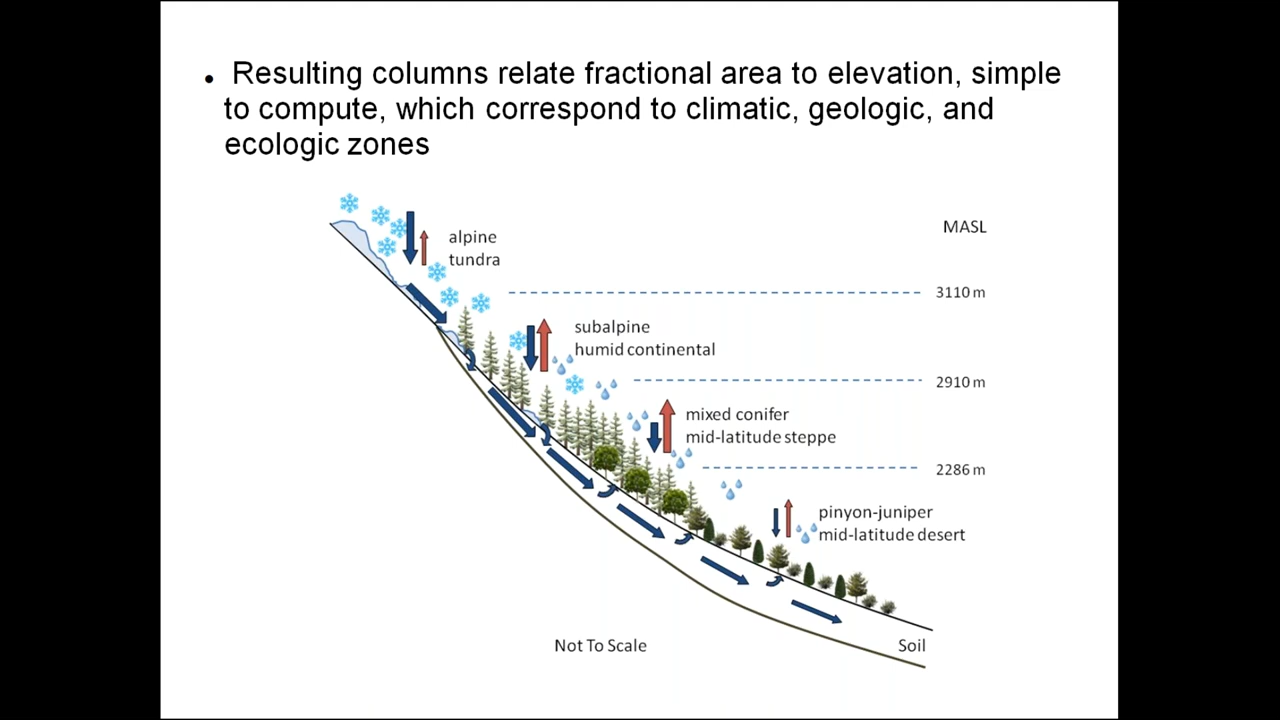 • Resulting columns relate fractional area to elevation, simple
to compute, which correspond to climatic, geologic, and
ecologic zones
MASL
alpine
tundra
3110 m
subalpine
humid continental
2910 m
mixed conifer
mid-latitude steppe
2286 m
pinyon-juniper
mid-latitude desert
Not To Scale
Soil